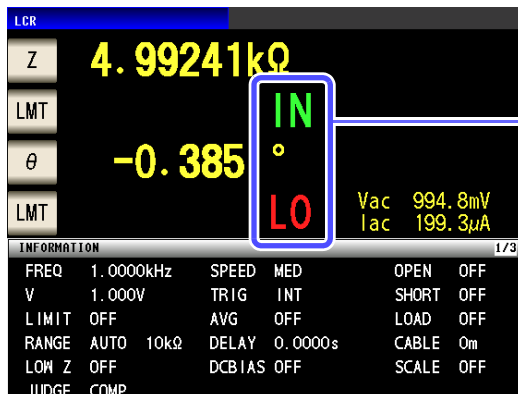 LCR
Z 4.99241kΩ
LMT IN
θ -0.385 °
LMT LO Vac 994.8mV
Iac 199.3μA
INFORMATION 1/3
FREQ 1.0000kHz SPEED MED OPEN OFF
V 1.000V TRIG INT SHORT OFF
LIMIT OFF AVG OFF LOAD OFF
RANGE AUTO 10kΩ DELAY 0.0000s CABLE 0m
LOW Z OFF DCBIAS OFF SCALE OFF
JUDGE COMP